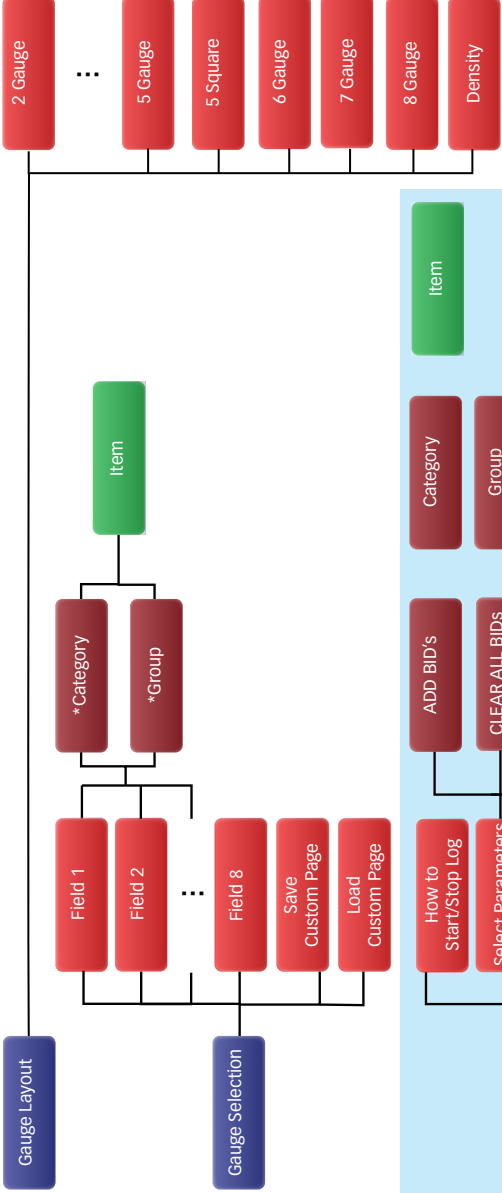 Gauge Layout
2 Gauge
...
5 Gauge
5 Square
6 Gauge
7 Gauge
8 Gauge
Density
Gauge Selection
Field 1
Field 2
...
Field 8
Save
Custom Page
Load
Custom Page
*Category
*Group
Item
How to
Start/Stop Log
Select Parameters
ADD BID's
CLEAR ALL BIDs
Category
Group
Item